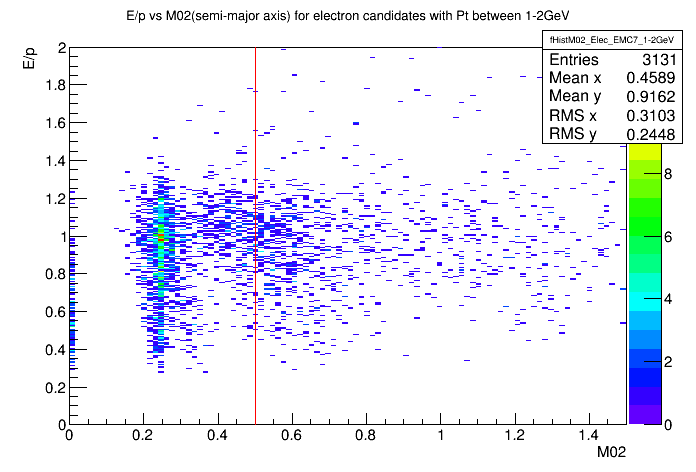 E/p vs M02(semi-major axis) for electron candidates with Pt between 1-2GeV
fHistM02_Elec_EMC7_1-2GeV
Entries 3131
Mean x 0.4589
Mean y 0.9162
RMS x 0.3103
RMS y 0.2448
E/p
2
1.8
1.6
1.4
1.2
1
0.8
0.6
0.4
0.2
0
0 0.2 0.4 0.6 0.8 1 1.2 1.4
M02
8
6
4
2
0